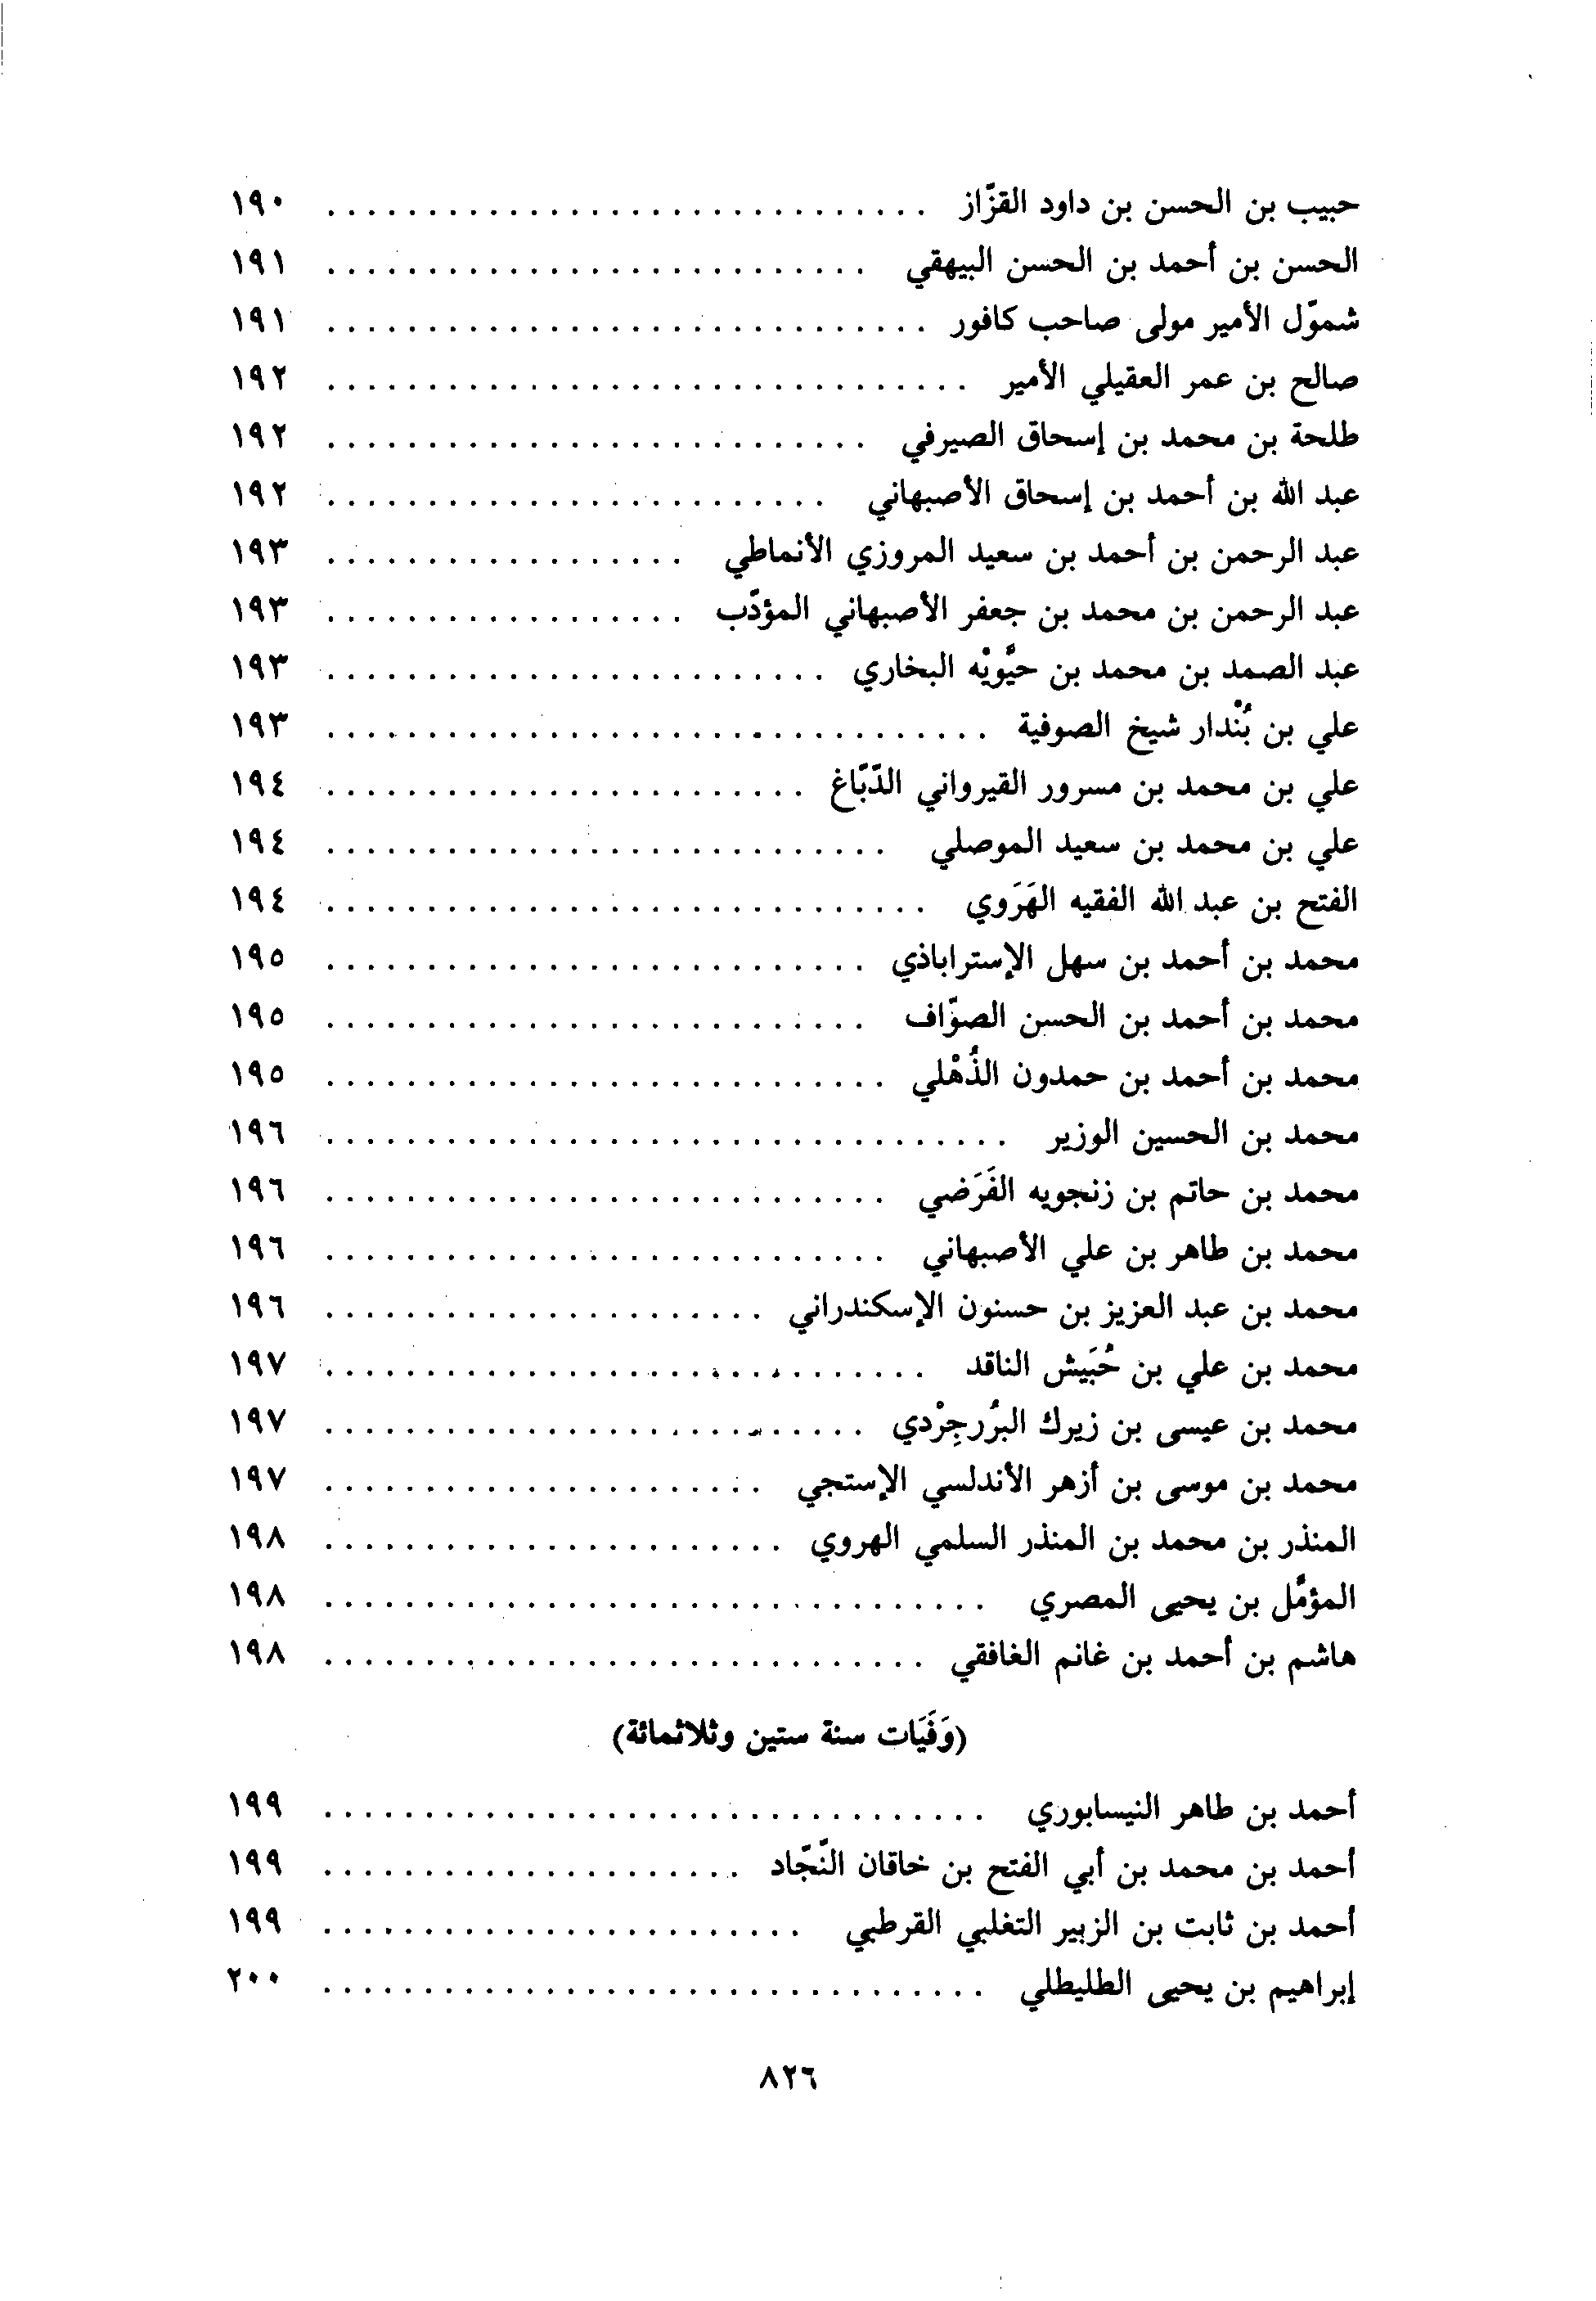 حبيب بن الحسن بن داود القزّاز . . . . . . . . . . . . . . . . . . . . . . . . . . . . . ١٩٠
الحسن بن أحمد بن الحسن البيهقي . . . . . . . . . . . . . . . . . . . . . . . . . . ١٩١
شموّل الأمير مولى صاحب كافور . . . . . . . . . . . . . . . . . . . . . . . . . . . . . ١٩١
صالح بن عمر العقيلي الأمير . . . . . . . . . . . . . . . . . . . . . . . . . . . . . . . ١٩٢
طلحة بن محمد بن إسحاق الصيرفي . . . . . . . . . . . . . . . . . . . . . . . . . . ١٩٢
عبد الله بن أحمد بن إسحاق الأصبهاني . . . . . . . . . . . . . . . . . . . . . . . . ١٩٢
عبد الرحمن بن أحمد بن سعيد المروزي الأنماطي . . . . . . . . . . . . . . . . . ١٩٣
عبد الرحمن بن محمد بن جعفر الأصبهاني المؤدّب . . . . . . . . . . . . . . . . . ١٩٣
عبد الصمد بن محمد بن حيُّويْه البخاري . . . . . . . . . . . . . . . . . . . . . . . . ١٩٣
علي بن بُنْدار شيخ الصوفية . . . . . . . . . . . . . . . . . . . . . . . . . . . . . . . . ١٩٣
علي بن محمد بن مسرور القيرواني الدّبّاغ . . . . . . . . . . . . . . . . . . . . . . . ١٩٤
علي بن محمد بن سعيد الموصلي . . . . . . . . . . . . . . . . . . . . . . . . . . . ١٩٤
الفتح بن عبد الله الفقيه الهَرَوي . . . . . . . . . . . . . . . . . . . . . . . . . . . . . ١٩٤
محمد بن أحمد بن سهل الإستراباذي . . . . . . . . . . . . . . . . . . . . . . . . . . ١٩٥
محمد بن أحمد بن الحسن الصوّاف . . . . . . . . . . . . . . . . . . . . . . . . . . ١٩٥
محمد بن أحمد بن حمدون الذُهْلي . . . . . . . . . . . . . . . . . . . . . . . . . . . ١٩٥
محمد بن الحسين الوزير . . . . . . . . . . . . . . . . . . . . . . . . . . . . . . . . . ١٩٦
محمد بن حاتم بن زنجويه الفَرَضي . . . . . . . . . . . . . . . . . . . . . . . . . . . ١٩٦
محمد بن طاهر بن علي الأصبهاني . . . . . . . . . . . . . . . . . . . . . . . . . . . ١٩٦
محمد بن عبد العزيز بن حسنون الإسكندراني . . . . . . . . . . . . . . . . . . . . . ١٩٦
محمد بن علي بن حُبَيش الناقد . . . . . . . . . . . . . . . . . . . . . . . . . . . . . ١٩٧
محمد بن عيسى بن زيرك البُررجِرْدي . . . . . . . . . . . . . . . . . . . . . . . . . . ١٩٧
محمد بن موسى بن أزهر الأندلسي الإستجي . . . . . . . . . . . . . . . . . . . . . ١٩٧
المنذر بن محمد بن المنذر السلمي الهروي . . . . . . . . . . . . . . . . . . . . . . ١٩٨
المؤمَّل بن يحيى المصري . . . . . . . . . . . . . . . . . . . . . . . . . . . . . . . . ١٩٨
هاشم بن أحمد بن غانم الغافقي . . . . . . . . . . . . . . . . . . . . . . . . . . . . . ١٩٨
(وَفَيَات سنة ستين وثلاثمائة)
أحمد بن طاهر النيسابوري . . . . . . . . . . . . . . . . . . . . . . . . . . . . . . . . ١٩٩
أحمد بن محمد بن أبي الفتح بن خاقان النّجّاد . . . . . . . . . . . . . . . . . . . . ١٩٩
أحمد بن ثابت بن الزبير التغلبي القرطبي . . . . . . . . . . . . . . . . . . . . . . . ١٩٩
إبراهيم بن يحيى الطليطلي . . . . . . . . . . . . . . . . . . . . . . . . . . . . . . . . ٢٠٠
٨٢٦